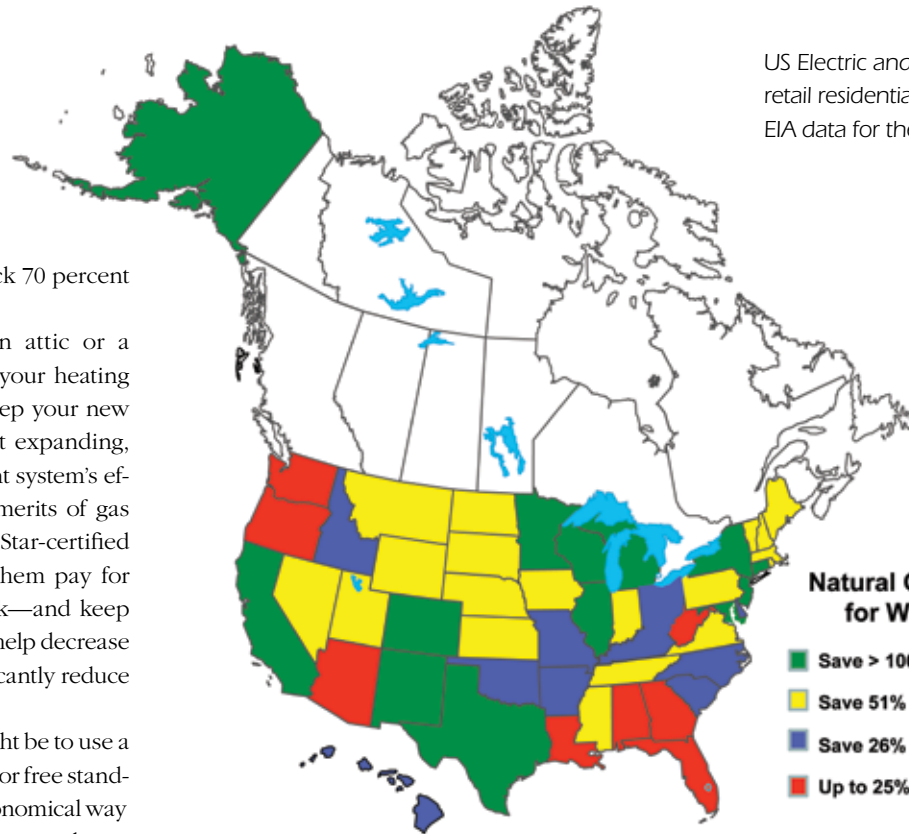 US Electric and
retail residentia
EIA data for the
ck 70 percent
n attic or a
your heating
ep your new
t expanding,
nt system's ef-
merits of gas
Star-certified
hem pay for
k—and keep
help decrease
cantly reduce
ght be to use a
or free stand-
onomical way
Natural
for W
Save > 100
Save 51%
Save 26%
Up to 25%